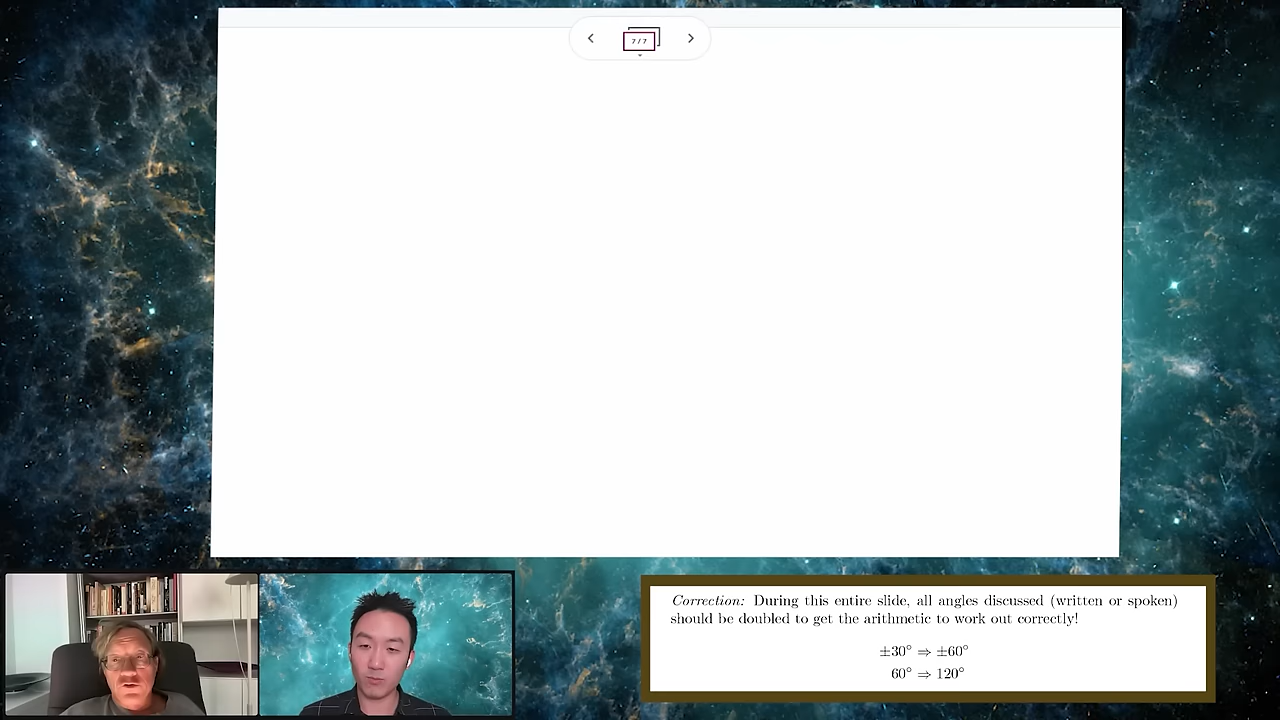 7 / 7
Correction: During this entire slide, all angles discussed (written or spoken)
should be doubled to get the arithmetic to work out correctly!
±30° ⇒ ±60°
60° ⇒ 120°